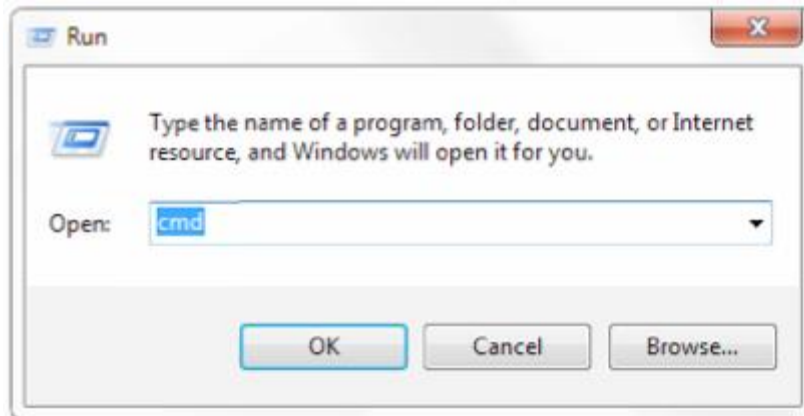 Run
Type the name of a program, folder, document, or Internet
resource, and Windows will open it for you.
Open: cmd
OK Cancel Browse...